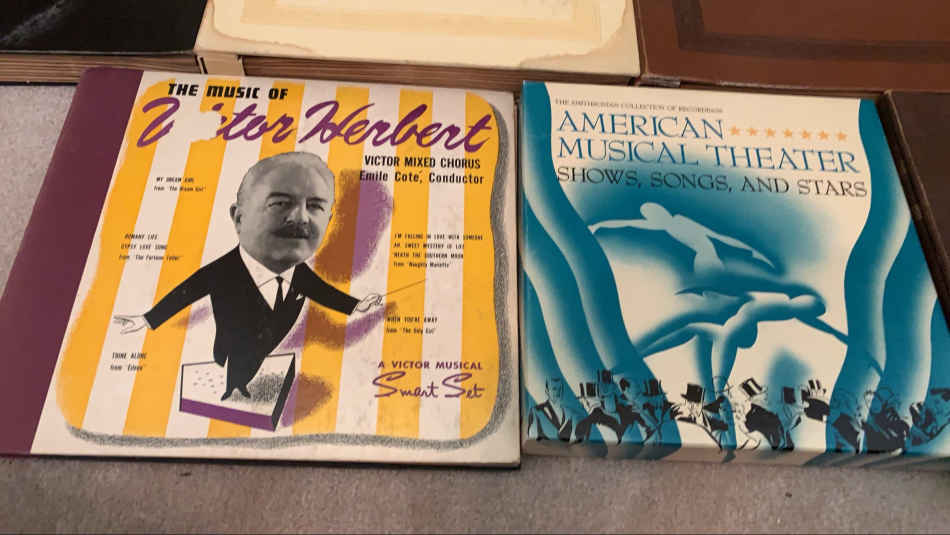 THE MUSIC OF
Victor Herbert
VICTOR MIXED CHORUS
Emile Cote, Conductor
MY DREAM GIRL
from "The Dream Girl"
ROMANY LIFE
GYPSY LOVE SONG
from "The Fortune Teller"
I'M FALLING IN LOVE WITH SOMEONE
AH, SWEET MYSTERY OF LIFE
'NEATH THE SOUTHERN MOON
from "Naughty Marietta"
WHEN YOU'RE AWAY
from "The Only Girl"
THINE ALONE
from "Eileen"
A VICTOR MUSICAL
Smart Set
THE SMITHSONIAN COLLECTION OF RECORDINGS
AMERICAN
MUSICAL THEATER
SHOWS, SONGS, AND STARS